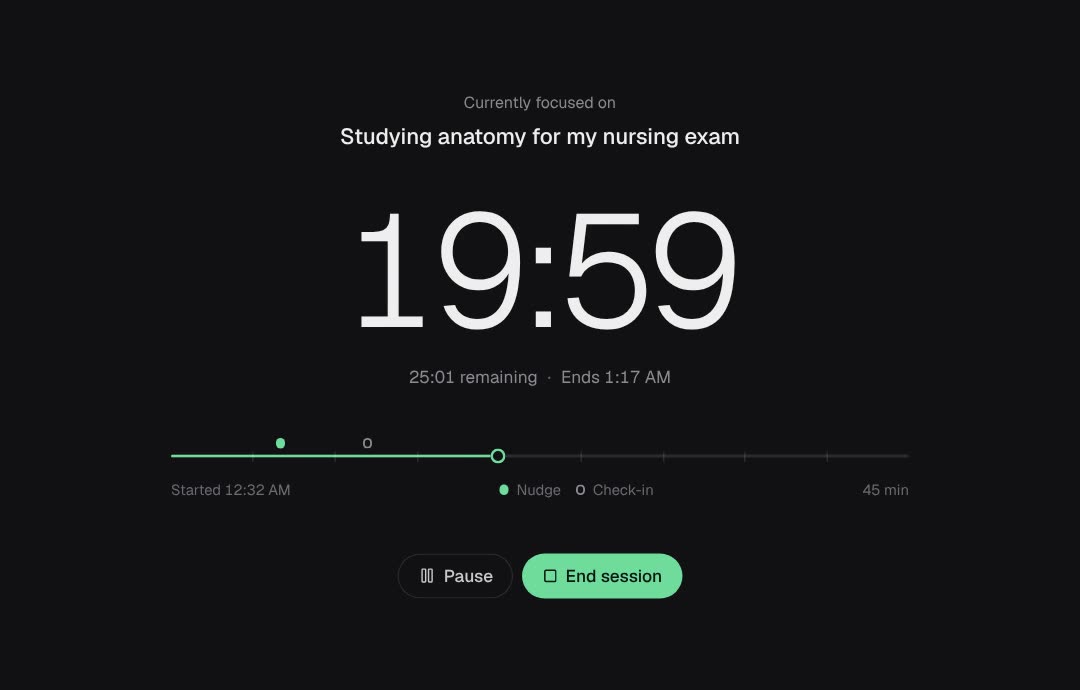 Currently focused on
Studying anatomy for my nursing exam
19:59
25:01 remaining · Ends 1:17 AM
Started 12:32 AM
Nudge
Check-in
45 min
Pause
End session